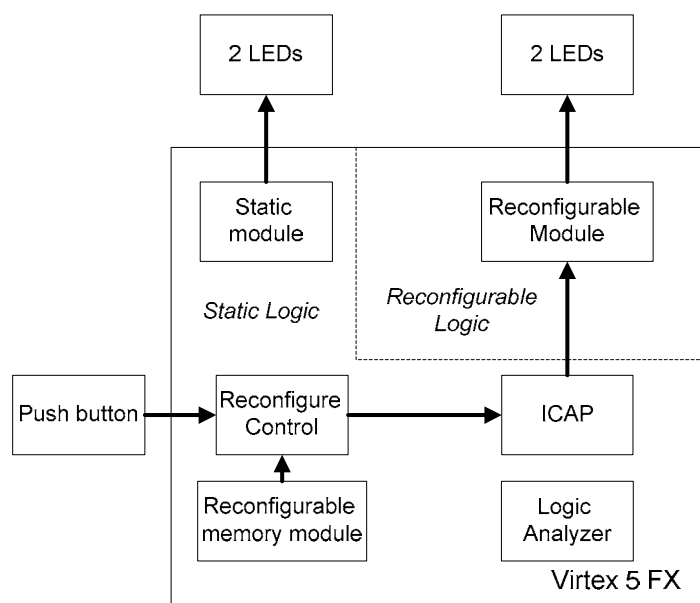 2 LEDs
2 LEDs
Static
module
Reconfigurable
Module
Static Logic
Reconfigurable
Logic
Push button
Reconfigure
Control
ICAP
Reconfigurable
memory module
Logic
Analyzer
Virtex 5 FX